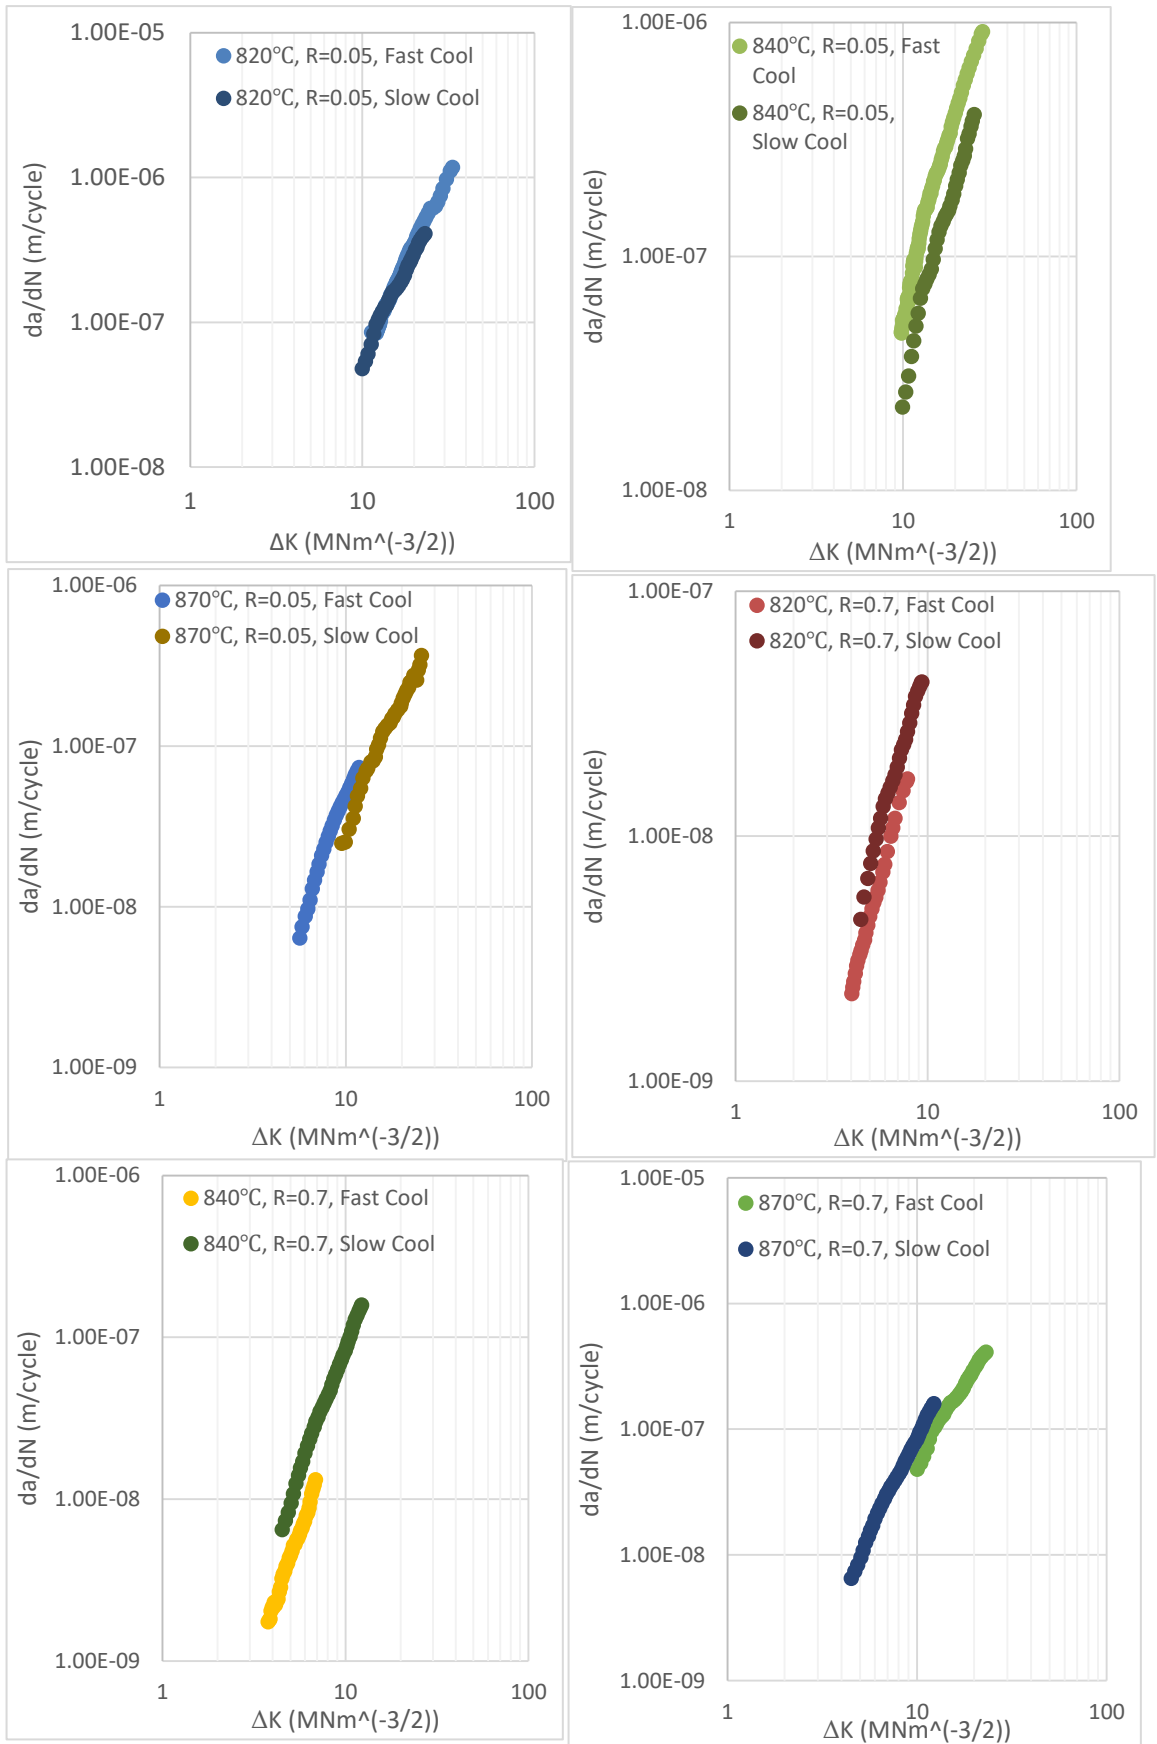 1.00E-05
1.00E-06
1.00E-07
1.00E-08
da/dN (m/cycle)
820℃, R=0.05, Fast Cool
820℃, R=0.05, Slow Cool
1
10
100
ΔK (MNm^(-3/2))
1.00E-06
1.00E-07
1.00E-08
da/dN (m/cycle)
840℃, R=0.05, Fast
Cool
840℃, R=0.05,
Slow Cool
1
10
100
ΔK (MNm^(-3/2))
1.00E-06
1.00E-07
1.00E-08
1.00E-09
da/dN (m/cycle)
870℃, R=0.05, Fast Cool
870℃, R=0.05, Slow Cool
1
10
100
ΔK (MNm^(-3/2))
1.00E-07
1.00E-08
1.00E-09
da/dN (m/cycle)
820℃, R=0.7, Fast Cool
820℃, R=0.7, Slow Cool
1
10
100
ΔK (MNm^(-3/2))
1.00E-06
1.00E-07
1.00E-08
1.00E-09
da/dN (m/cycle)
840℃, R=0.7, Fast Cool
840℃, R=0.7, Slow Cool
1
10
100
ΔK (MNm^(-3/2))
1.00E-05
1.00E-06
1.00E-07
1.00E-08
1.00E-09
da/dN (m/cycle)
870℃, R=0.7, Fast Cool
870℃, R=0.7, Slow Cool
1
10
100
ΔK (MNm^(-3/2))